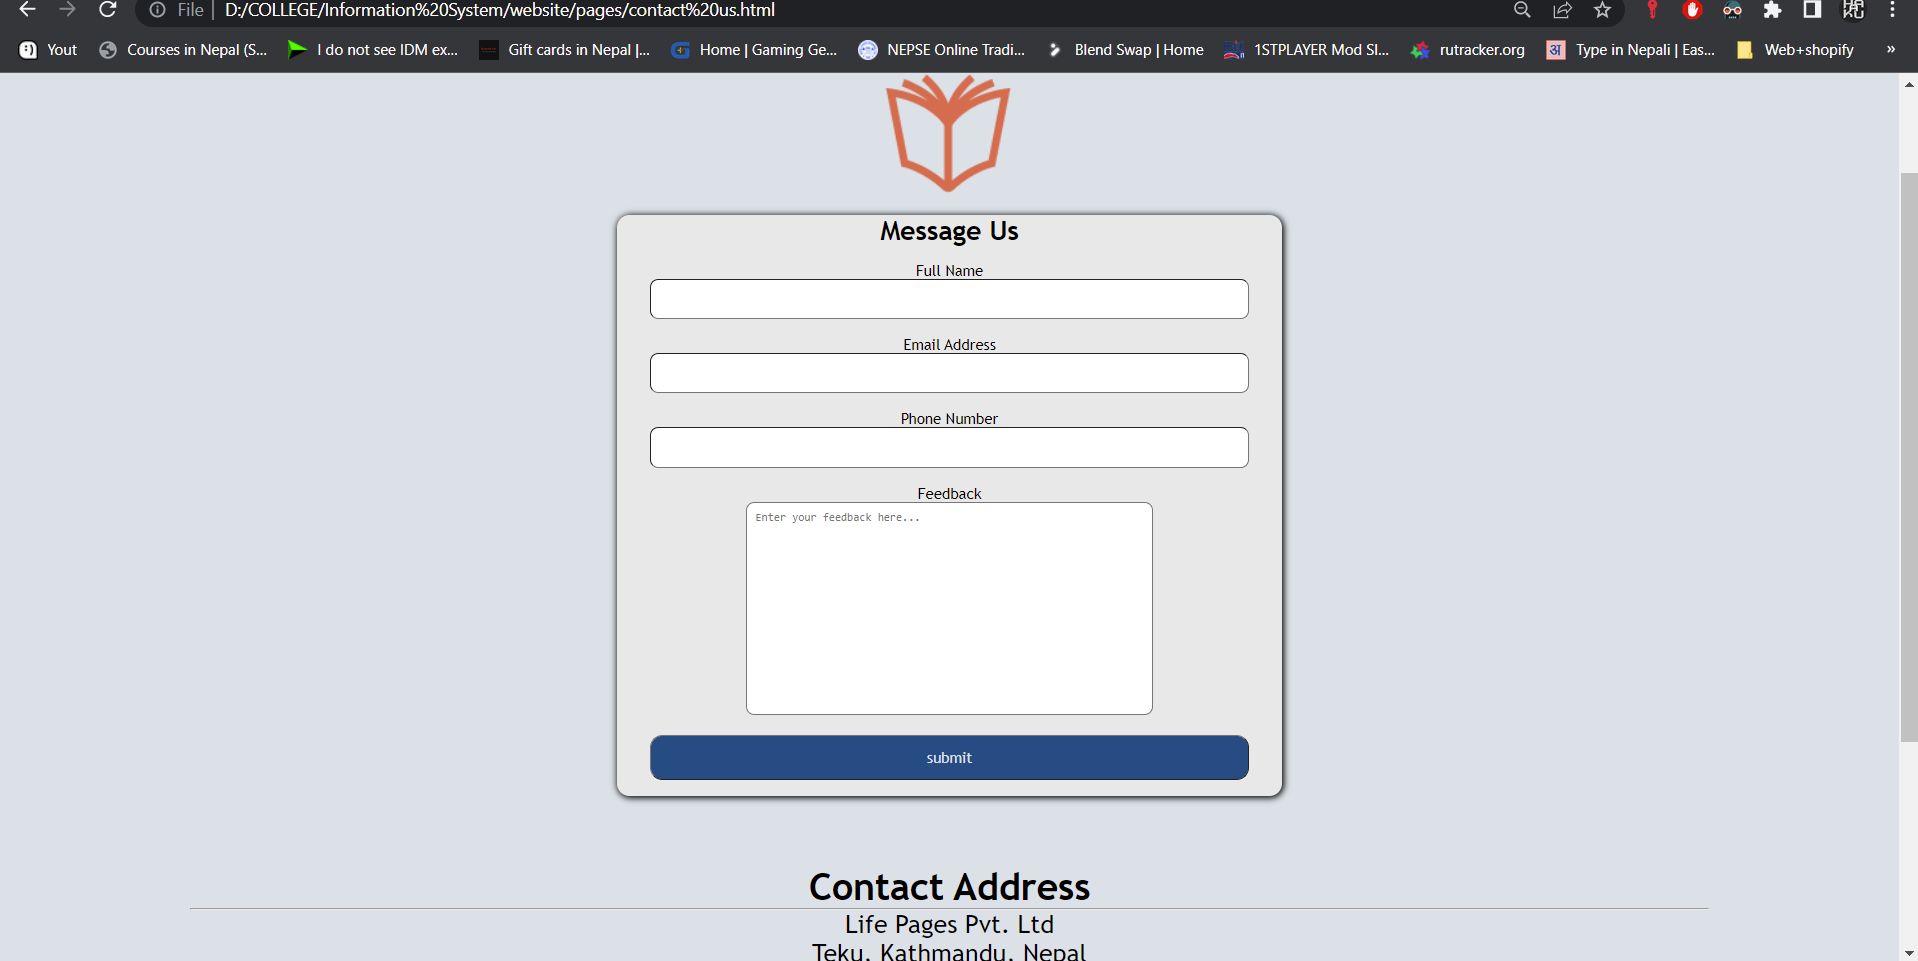 File | D:/COLLEGE/Information%20System/website/pages/contact%20us.html
Yout Courses in Nepal (S... I do not see IDM ex... Gift cards in Nepal |... Home | Gaming Ge... NEPSE Online Tradi... Blend Swap | Home 1STPLAYER Mod Sl... rutracker.org अ Type in Nepali | Eas... Web+shopify »
Message Us
Full Name
Email Address
Phone Number
Feedback
Enter your feedback here...
submit
Contact Address
Life Pages Pvt. Ltd
Teku, Kathmandu, Nepal